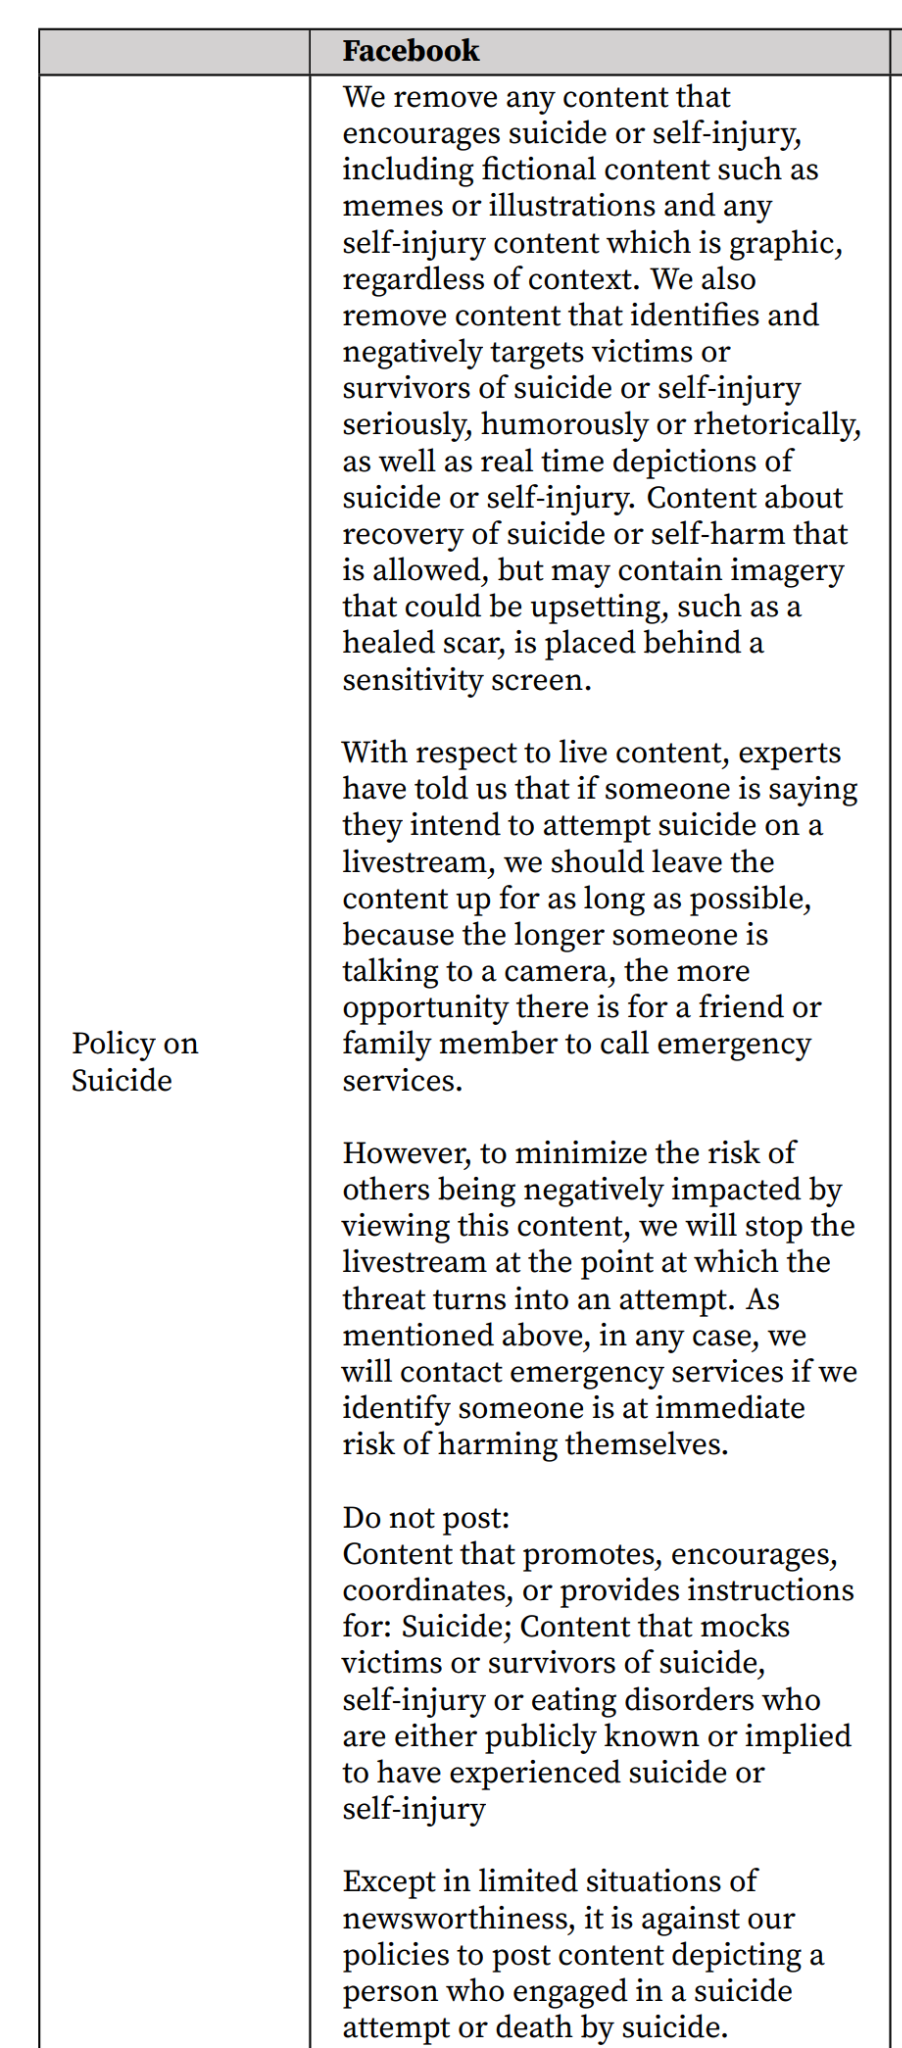 Facebook
We remove any content that
encourages suicide or self-injury,
including fictional content such as
memes or illustrations and any
self-injury content which is graphic,
regardless of context. We also
remove content that identifies and
negatively targets victims or
survivors of suicide or self-injury
seriously, humorously or rhetorically,
as well as real time depictions of
suicide or self-injury. Content about
recovery of suicide or self-harm that
is allowed, but may contain imagery
that could be upsetting, such as a
healed scar, is placed behind a
sensitivity screen.
With respect to live content, experts
have told us that if someone is saying
they intend to attempt suicide on a
livestream, we should leave the
content up for as long as possible,
because the longer someone is
talking to a camera, the more
opportunity there is for a friend or
family member to call emergency
services.
Policy on
Suicide
However, to minimize the risk of
others being negatively impacted by
viewing this content, we will stop the
livestream at the point at which the
threat turns into an attempt. As
mentioned above, in any case, we
will contact emergency services if we
identify someone is at immediate
risk of harming themselves.
Do not post:
Content that promotes, encourages,
coordinates, or provides instructions
for: Suicide; Content that mocks
victims or survivors of suicide,
self-injury or eating disorders who
are either publicly known or implied
to have experienced suicide or
self-injury
Except in limited situations of
newsworthiness, it is against our
policies to post content depicting a
person who engaged in a suicide
attempt or death by suicide.